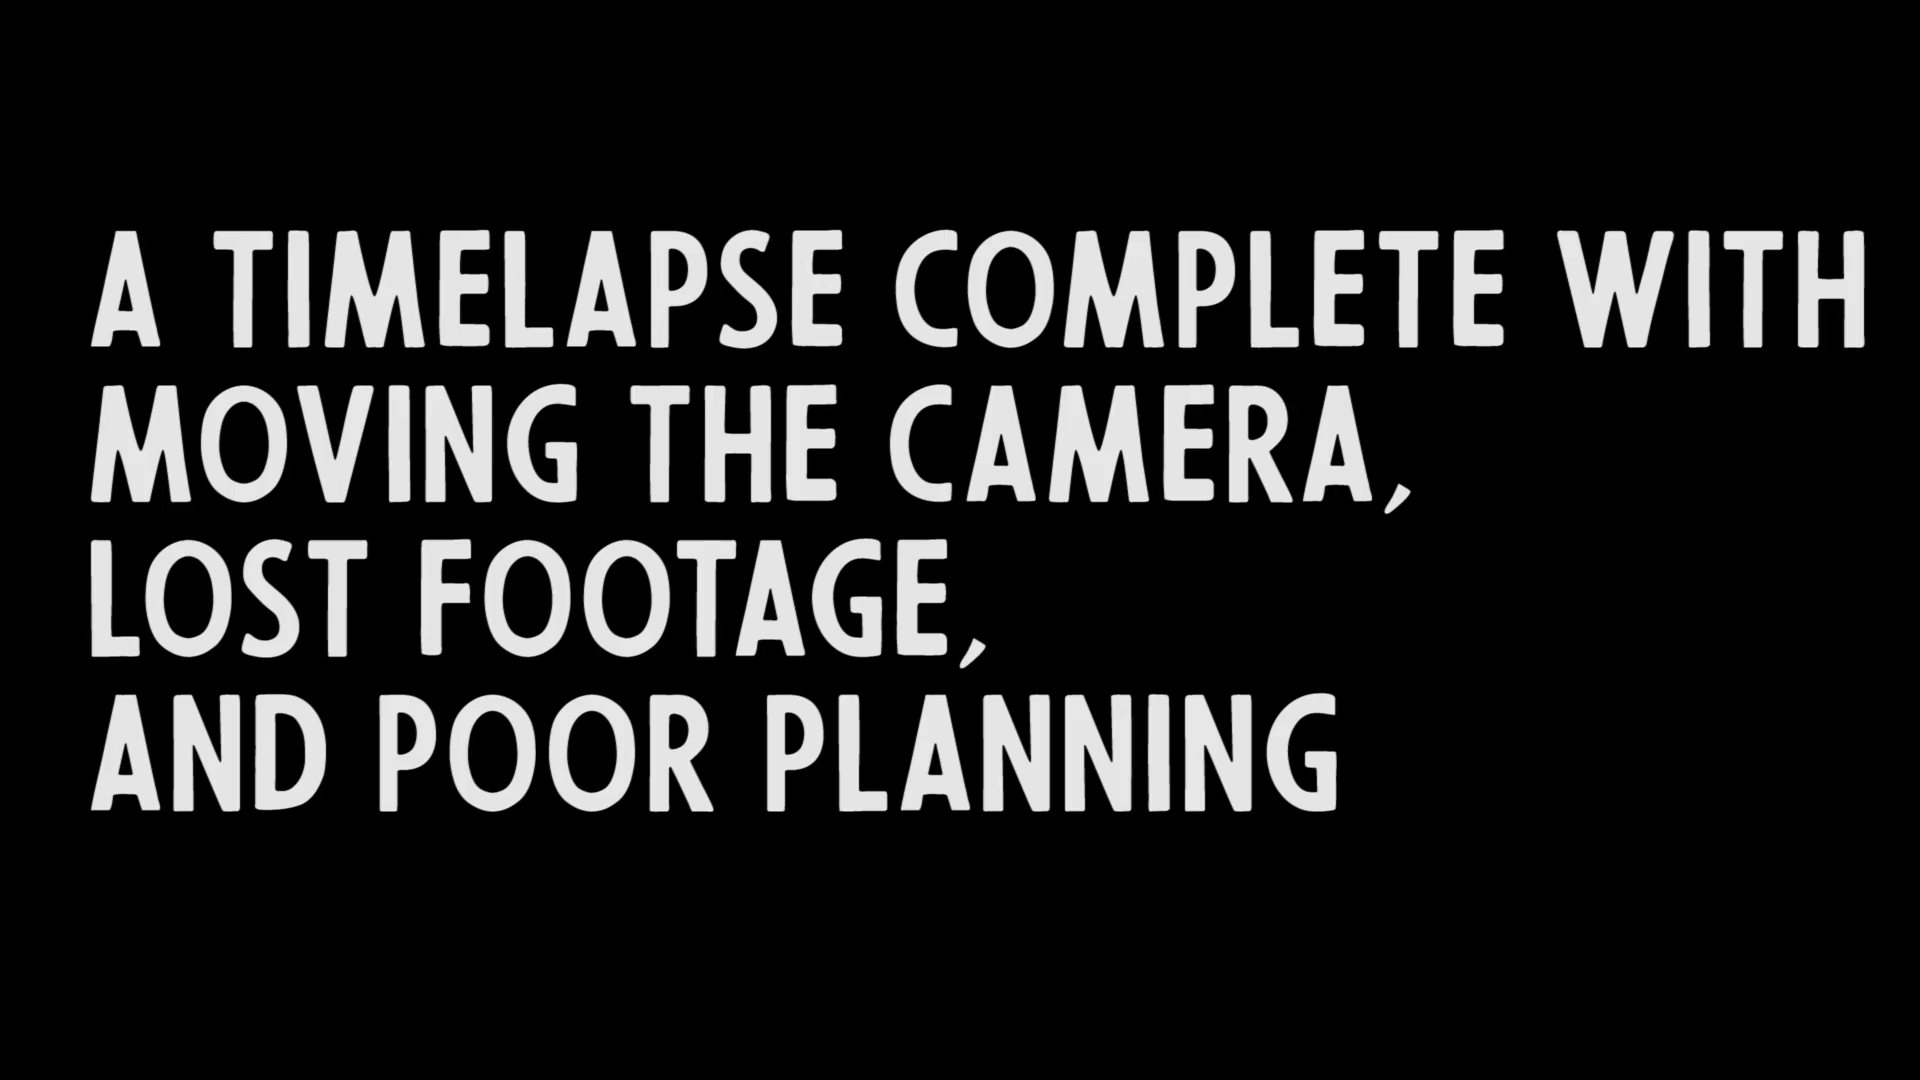 A TIMELAPSE COMPLETE WITH
MOVING THE CAMERA,
LOST FOOTAGE,
AND POOR PLANNING